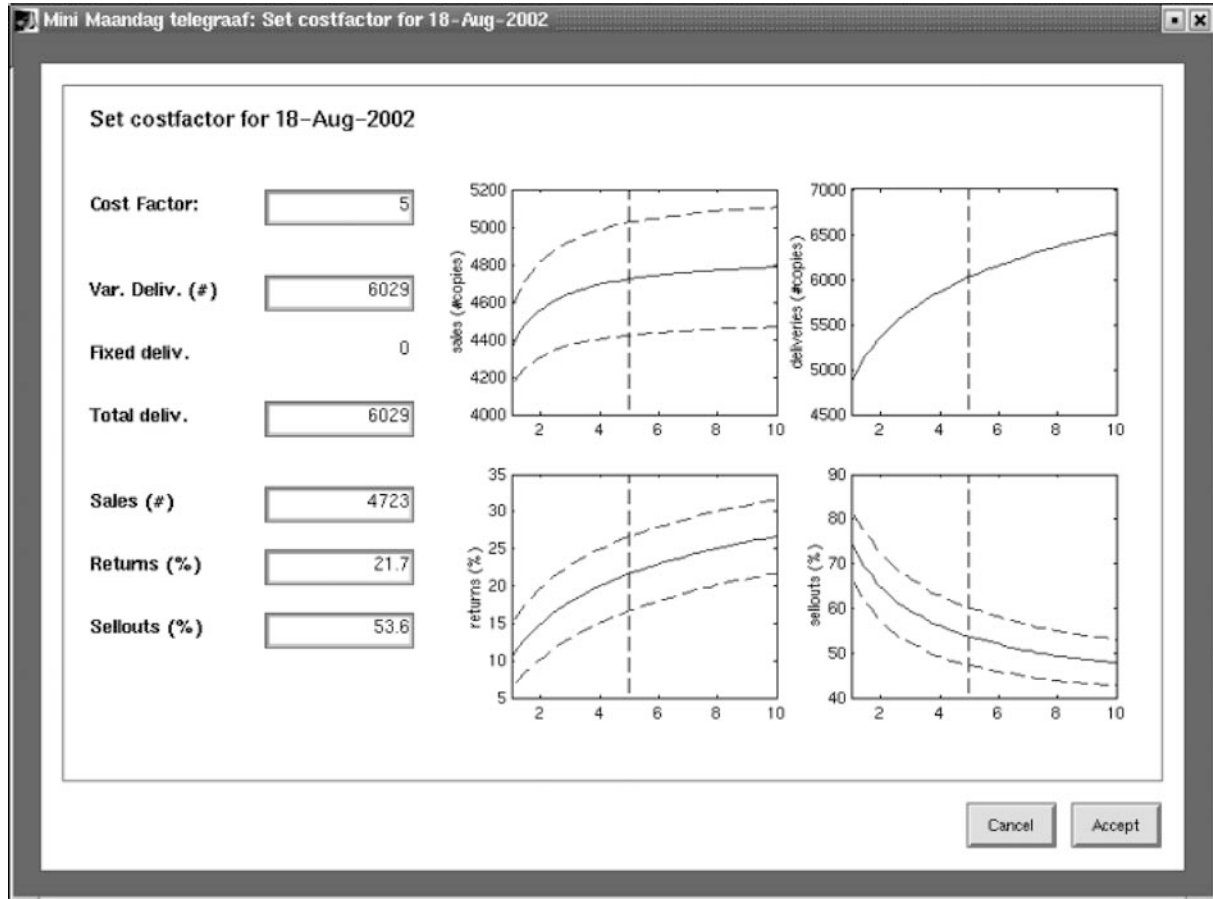 Mini Maandag telegraaf: Set costfactor for 18-Aug-2002
Set costfactor for 18-Aug-2002
Cost Factor: 5
Var. Deliv. (#) 6029
Fixed deliv. 0
Total deliv. 6029
Sales (#) 4723
Returns (%) 21.7
Sellouts (%) 53.6
sales (#copies)
5200
5000
4800
4600
4400
4200
4000
2 4 6 8 10
deliveries (#copies)
7000
6500
6000
5500
5000
4500
2 4 6 8 10
returns (%)
35
30
25
20
15
10
5
2 4 6 8 10
sellouts (%)
90
80
70
60
50
40
2 4 6 8 10
Cancel Accept